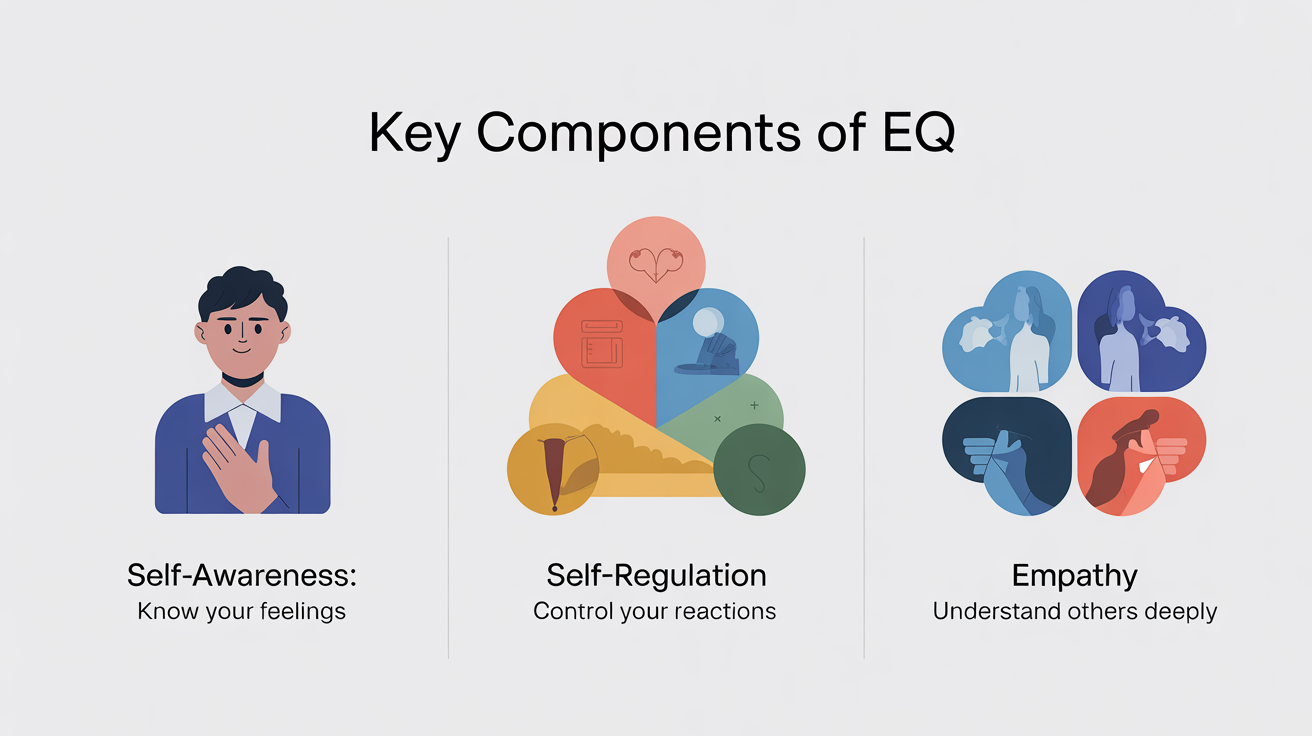 Key Components of EQ
Self-Awareness:
Know your feelings
Self-Regulation
Control your reactions
Empathy
Understand others deeply